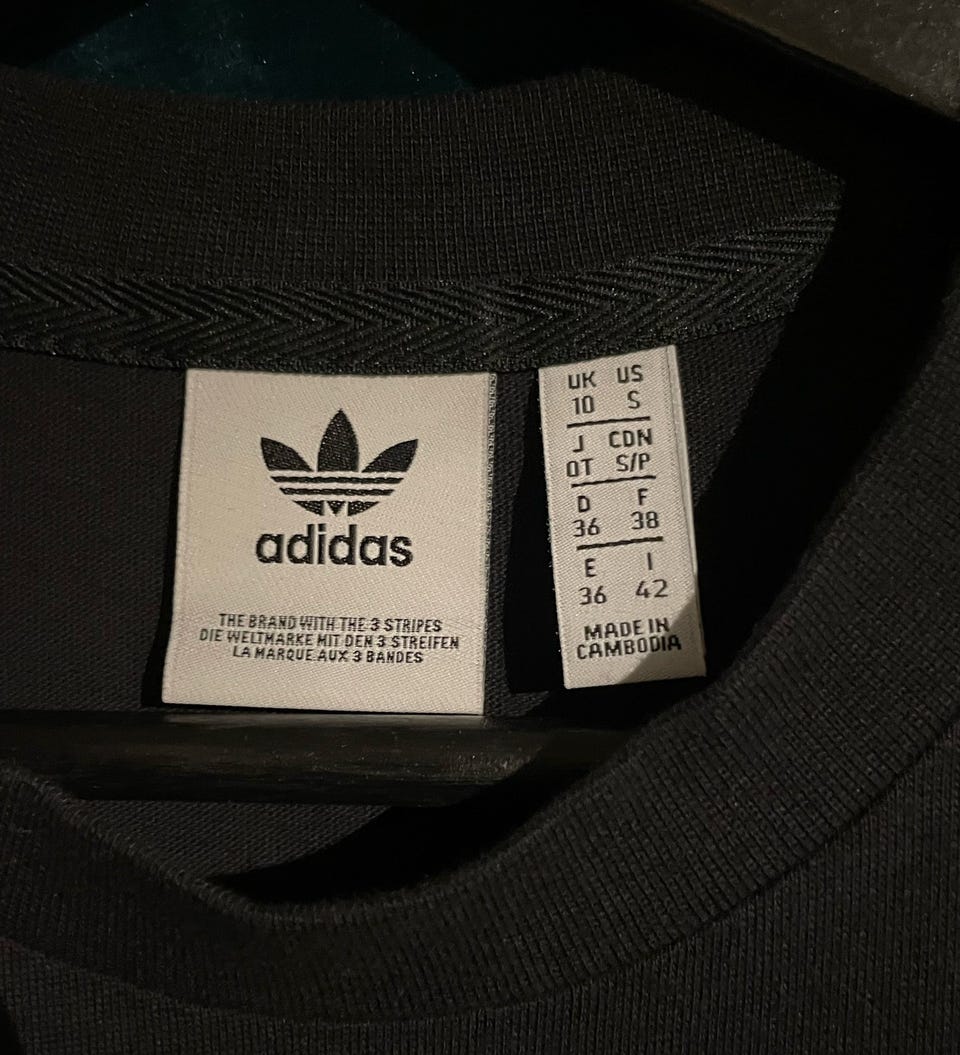 adidas
THE BRAND WITH THE 3 STRIPES
DIE WELTMARKE MIT DEN 3 STREIFEN
LA MARQUE AUX 3 BANDES
UK US
10 S
J CDN
OT S/P
D F
36 38
E I
36 42
MADE IN
CAMBODIA